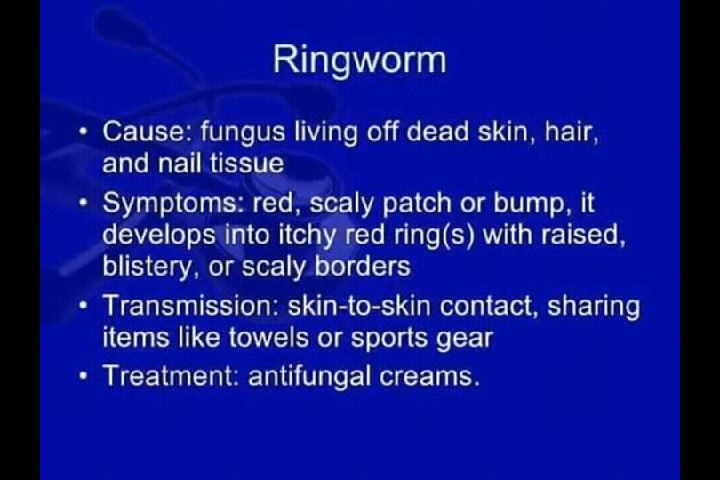 Ringworm
• Cause: fungus living off dead skin, hair,
and nail tissue
• Symptoms: red, scaly patch or bump, it
develops into itchy red ring(s) with raised,
blistery, or scaly borders
• Transmission: skin-to-skin contact, sharing
items like towels or sports gear
• Treatment: antifungal creams.